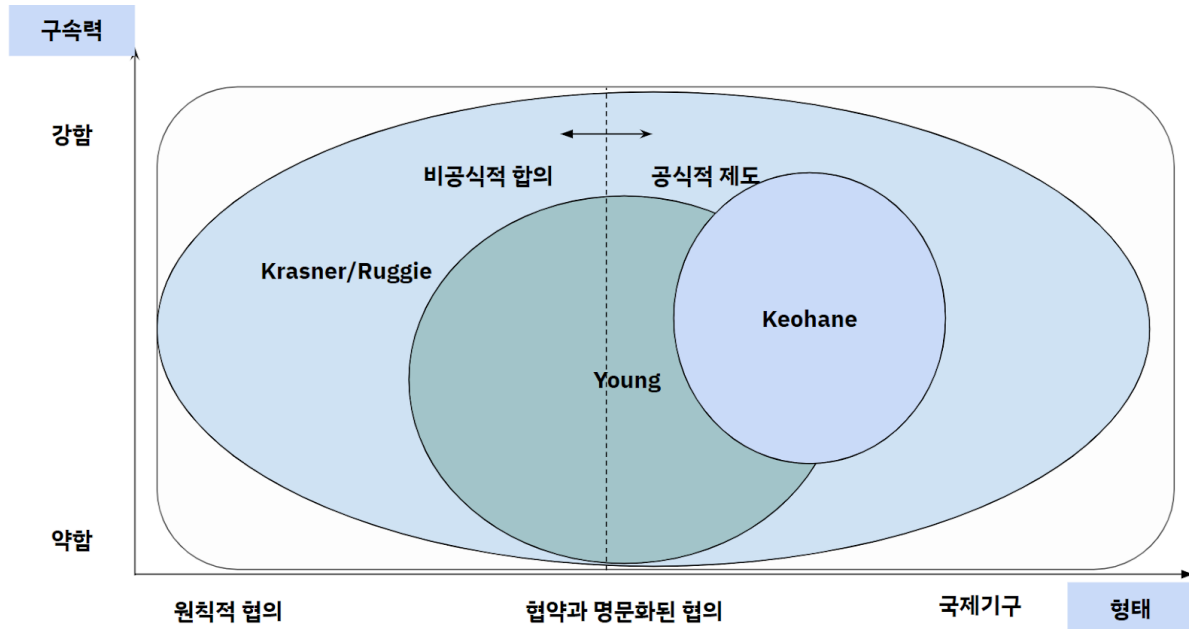 구속력
강함
비공식적 합의
공식적 제도
Krasner/Ruggie
Keohane
Young
약함
원칙적 협의
협약과 명문화된 협의
국제기구
형태